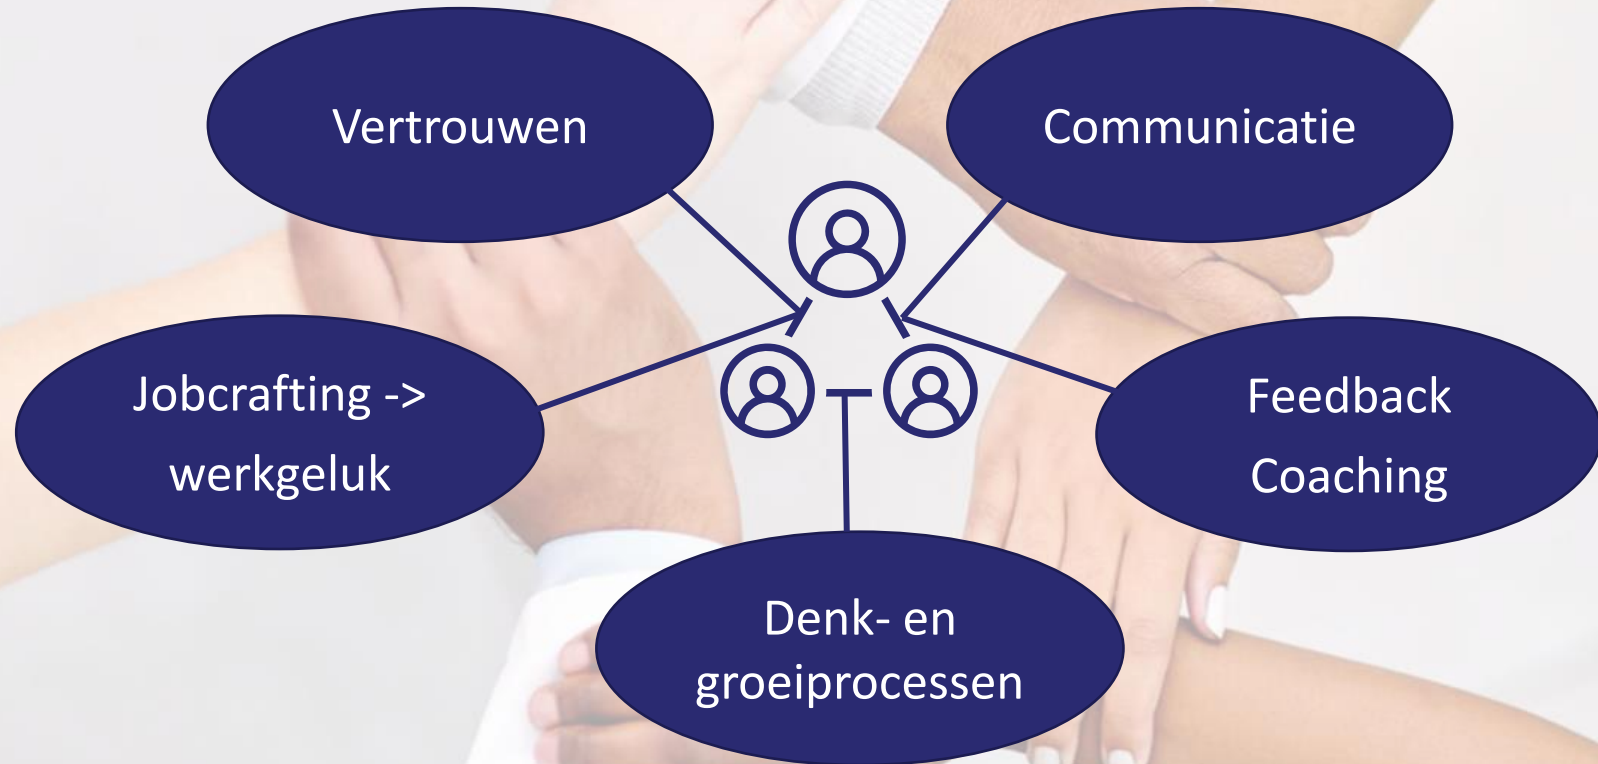 Vertrouwen
Communicatie
Jobcrafting ->
werkgeluk
Feedback
Coaching
Denk- en
groeiprocessen